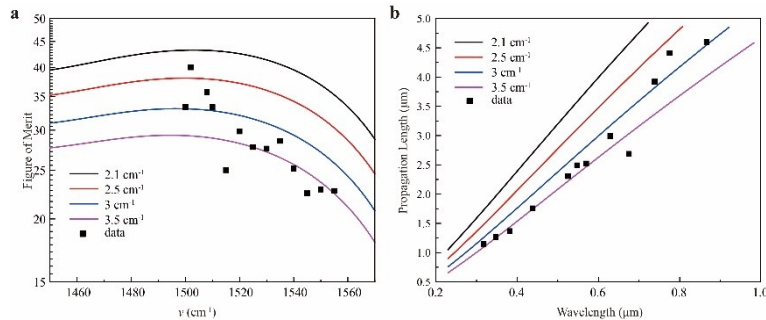 a
50
45
40
35
30
25
20
15
Figure of Merit
2.1 cm⁻¹
2.5 cm⁻¹
3 cm⁻¹
3.5 cm⁻¹
data
1460 1480 1500 1520 1540 1560
ν (cm⁻¹)
b
5.0
4.5
4.0
3.5
3.0
2.5
2.0
1.5
1.0
0.5
Propagation Length (μm)
2.1 cm⁻¹
2.5 cm⁻¹
3 cm⁻¹
3.5 cm⁻¹
data
0.2 0.4 0.6 0.8 1.0
Wavelength (μm)